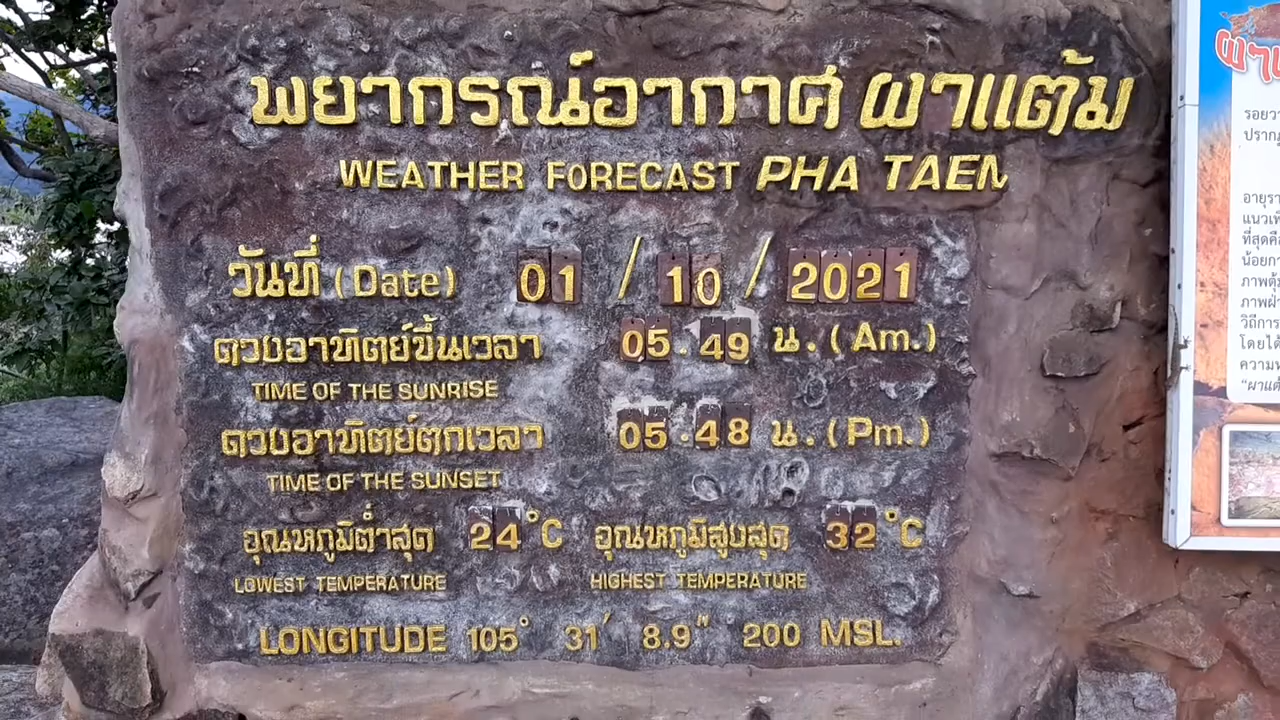 พยากรณ์อากาศ ผาแต้ม
WEATHER FORECAST PHA TAEM
วันที่ (Date) 01 / 10 / 2021
ดวงอาทิตย์ขึ้นเวลา 05.49 น. (Am.)
TIME OF THE SUNRISE
ดวงอาทิตย์ตกเวลา 05.48 น. (Pm.)
TIME OF THE SUNSET
อุณหภูมิต่ำสุด 24°C อุณหภูมิสูงสุด 32°C
LOWEST TEMPERATURE HIGHEST TEMPERATURE
LONGITUDE 105° 31′ 8.9″ 200 MSL.